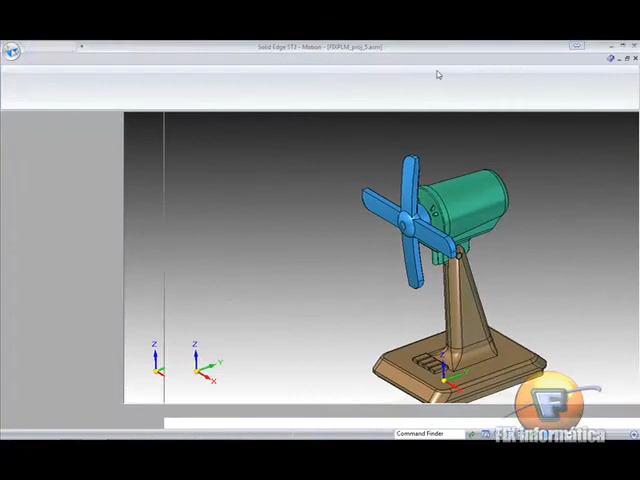 Solid Edge ST3 - Motion - [FIXPLM_proj_5.asm]
Z
Z
Y
X
Z
Command Finder
FIX Informática